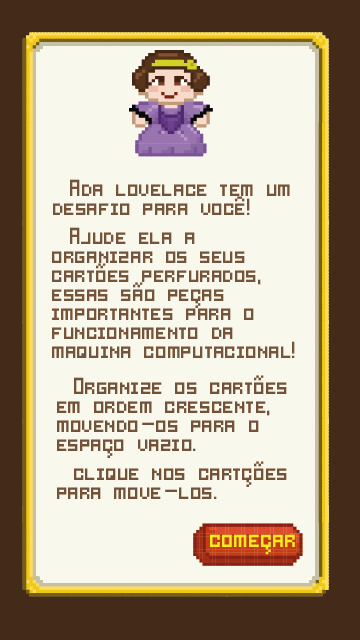 Ada Lovelace tem um
desafio para você!
Ajude ela a
organizar os seus
cartões perfurados,
essas são peças
importantes para o
funcionamento da
maquina computacional!
Organize os cartões
em ordem crescente,
movendo-os para o
espaço vazio.
clique nos cartções
para move-los.
COMEÇAR